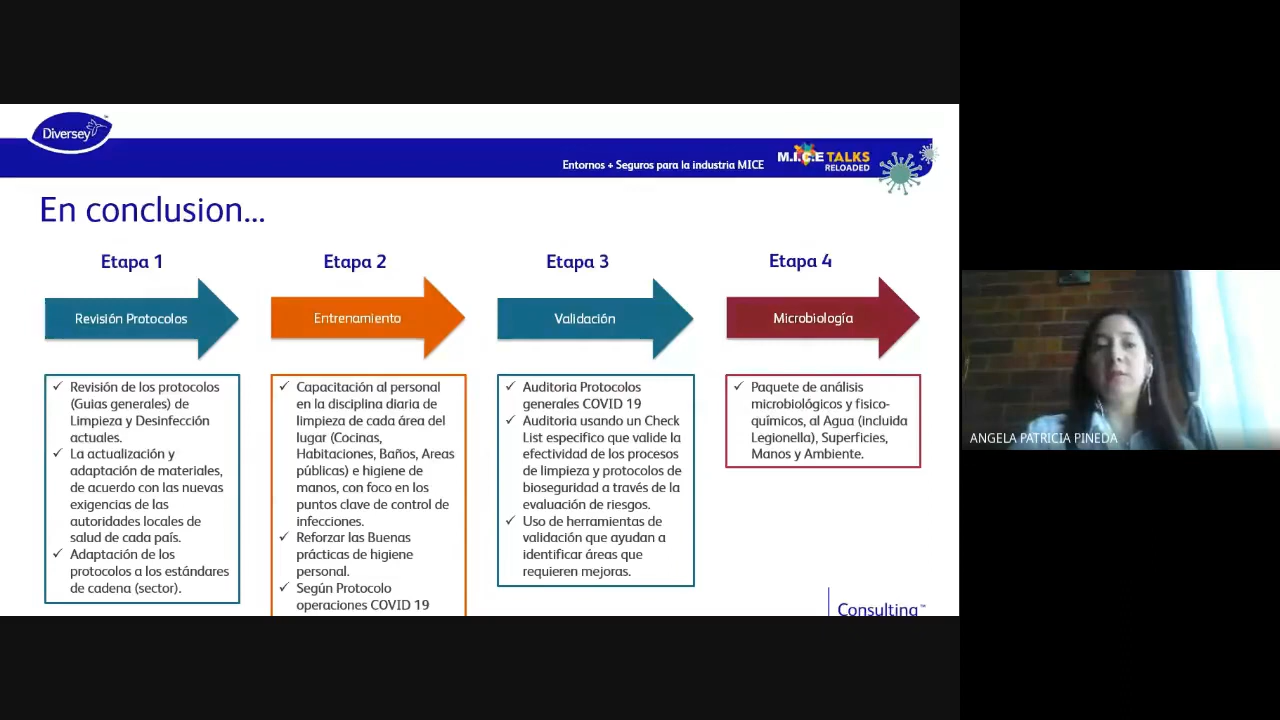 Diversey
Entornos + Seguros para la industria MICE
M.I.C.E TALKS
RELOADED
En conclusion...
Etapa 1
Etapa 2
Etapa 3
Etapa 4
Revisión Protocolos
Entrenamiento
Validación
Microbiología
✓ Revisión de los protocolos
(Guias generales) de
Limpieza y Desinfección
actuales.
✓ La actualización y
adaptación de materiales,
de acuerdo con las nuevas
exigencias de las
autoridades locales de
salud de cada país.
✓ Adaptación de los
protocolos a los estándares
de cadena (sector).
✓ Capacitación al personal
en la disciplina diaria de
limpieza de cada área del
lugar (Cocinas,
Habitaciones, Baños, Areas
públicas) e higiene de
manos, con foco en los
puntos clave de control de
infecciones.
✓ Reforzar las Buenas
prácticas de higiene
personal.
✓ Según Protocolo
operaciones COVID 19
✓ Auditoria Protocolos
generales COVID 19
✓ Auditoria usando un Check
List especifico que valide la
efectividad de los procesos
de limpieza y protocolos de
bioseguridad a través de la
evaluación de riesgos.
✓ Uso de herramientas de
validación que ayudan a
identificar áreas que
requieren mejoras.
✓ Paquete de análisis
microbiológicos y fisico-
químicos, al Agua (incluida
Legionella), Superficies,
Manos y Ambiente.
Consulting™
ANGELA PATRICIA PINEDA